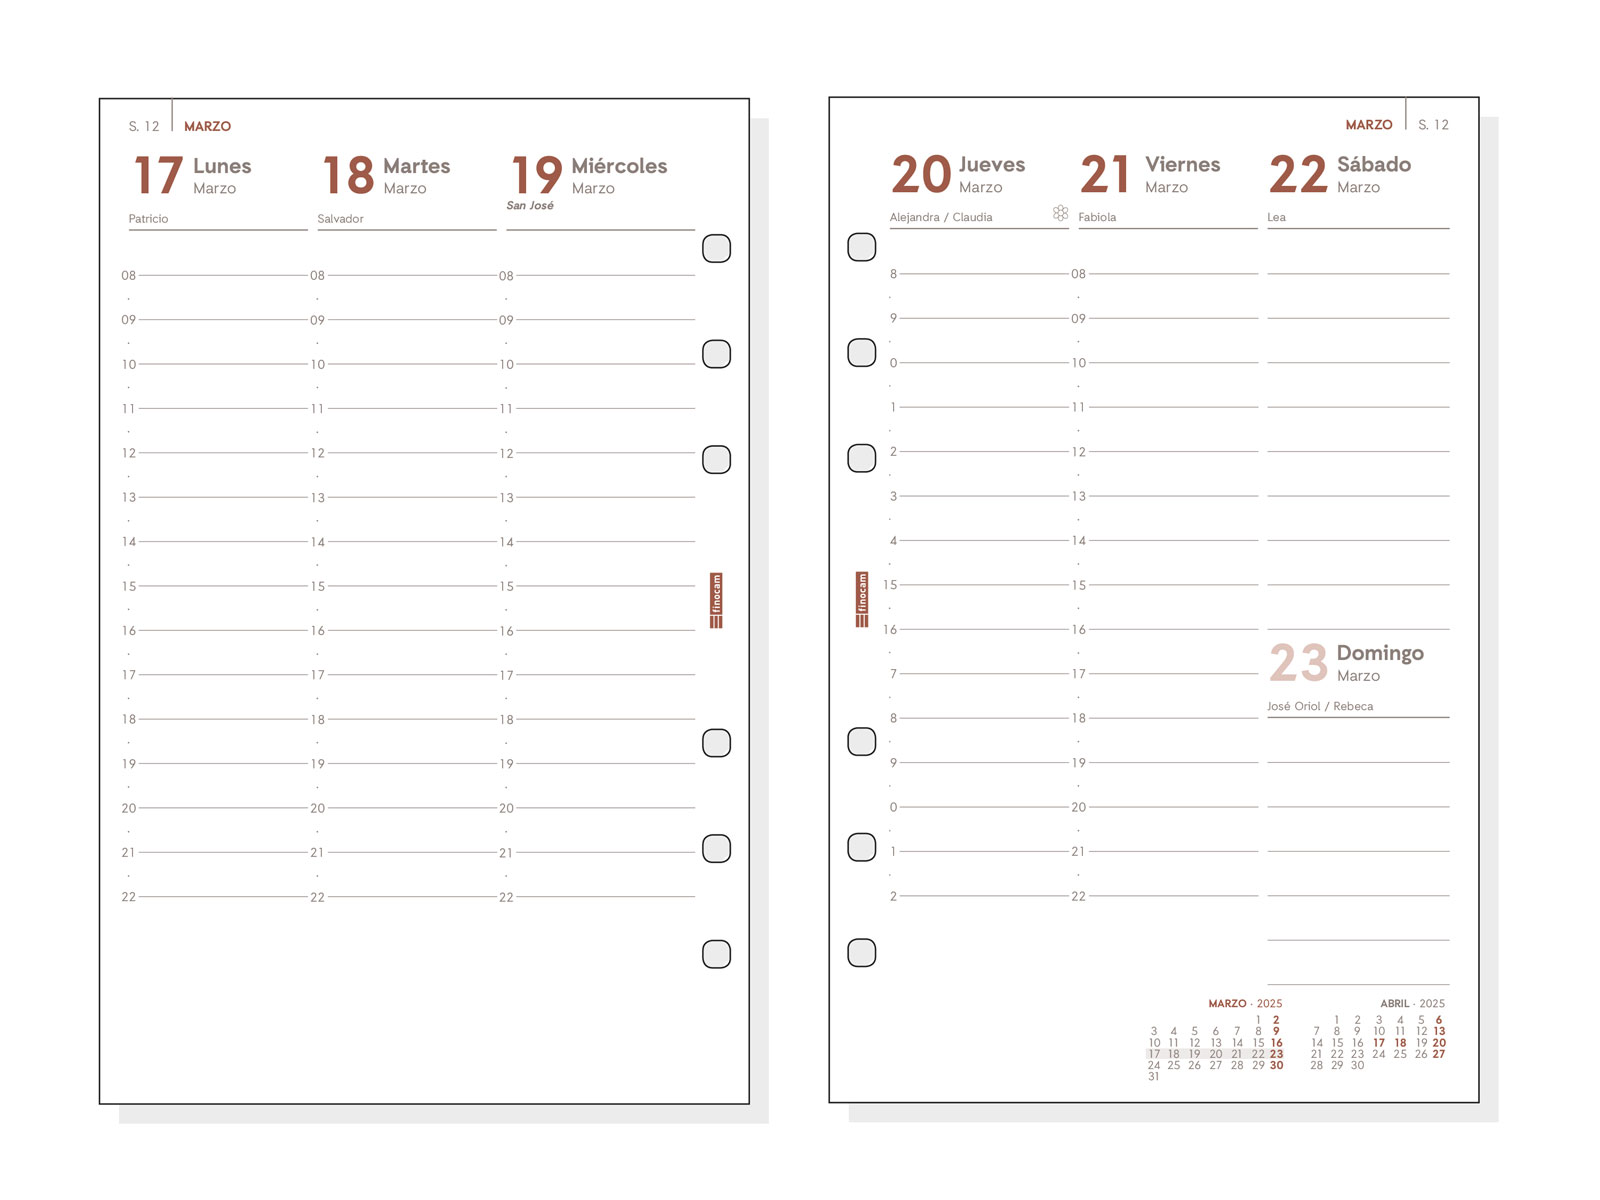 S. 12 MARZO
17 Lunes Marzo
Patricio
18 Martes Marzo
Salvador
19 Miércoles Marzo
San José
08 08 08
09 09 09
10 10 10
11 11 11
12 12 12
13 13 13
14 14 14
15 15 15
16 16 16
17 17 17
18 18 18
19 19 19
20 20 20
21 21 21
22 22 22
finocam
MARZO S. 12
20 Jueves Marzo
Alejandra / Claudia
21 Viernes Marzo
Fabiola
22 Sábado Marzo
Lea
8 08
9 09
0 10
1 11
2 12
3 13
4 14
15 15
16 16
7 17
8 18
9 19
0 20
1 21
2 22
finocam
23 Domingo Marzo
José Oriol / Rebeca
MARZO · 2025
1 2
3 4 5 6 7 8 9
10 11 12 13 14 15 16
17 18 19 20 21 22 23
24 25 26 27 28 29 30
31
ABRIL · 2025
1 2 3 4 5 6
7 8 9 10 11 12 13
14 15 16 17 18 19 20
21 22 23 24 25 26 27
28 29 30